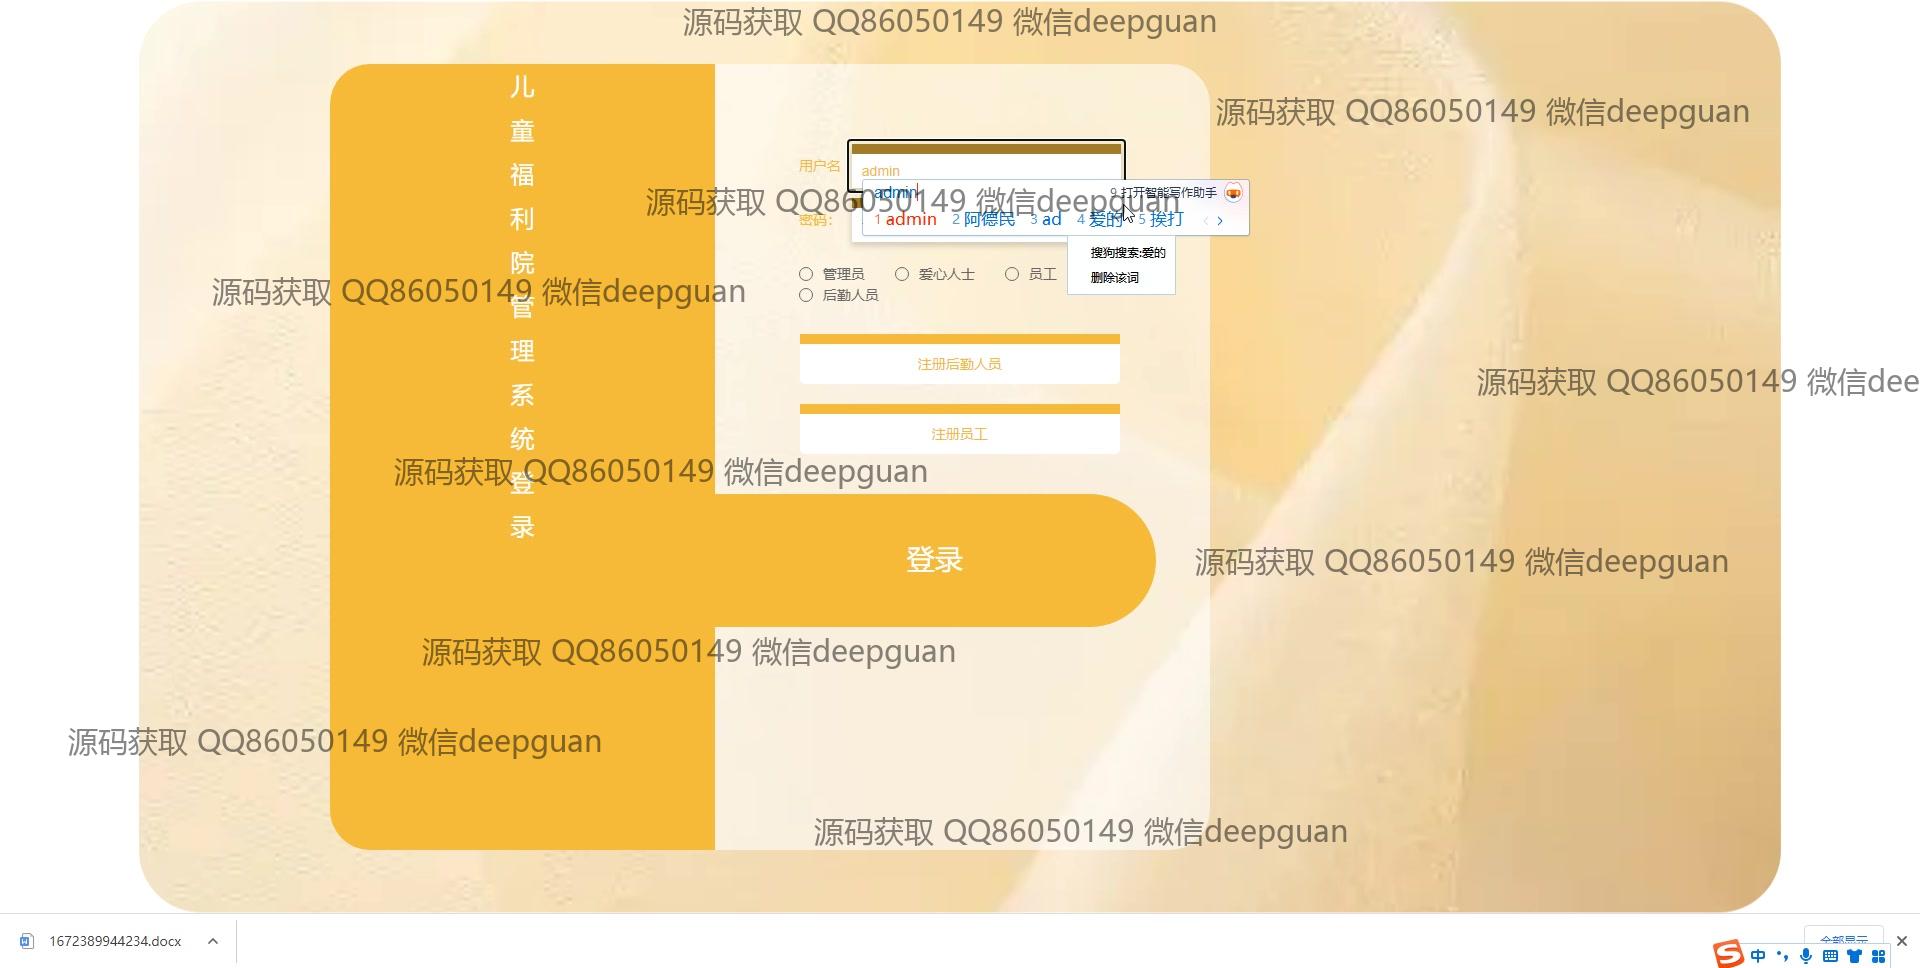 源码获取 QQ86050149 微信deepguan
源码获取 QQ86050149 微信deepguan
儿
童
福
利
院
管
理
系
统
登
录
用户名
admin
admin
9.打开智能写作助手
源码获取 QQ86050149 微信deepguan
密码：
1 admin 2 阿德民 3 ad 4 爱的 5 挨打
搜狗搜索:爱的
删除该词
管理员 爱心人士 员工
后勤人员
源码获取 QQ86050149 微信deepguan
注册后勤人员
源码获取 QQ86050149 微信dee
注册员工
源码获取 QQ86050149 微信deepguan
登录
源码获取 QQ86050149 微信deepguan
源码获取 QQ86050149 微信deepguan
源码获取 QQ86050149 微信deepguan
源码获取 QQ86050149 微信deepguan
1672389944234.docx
全部显示
中